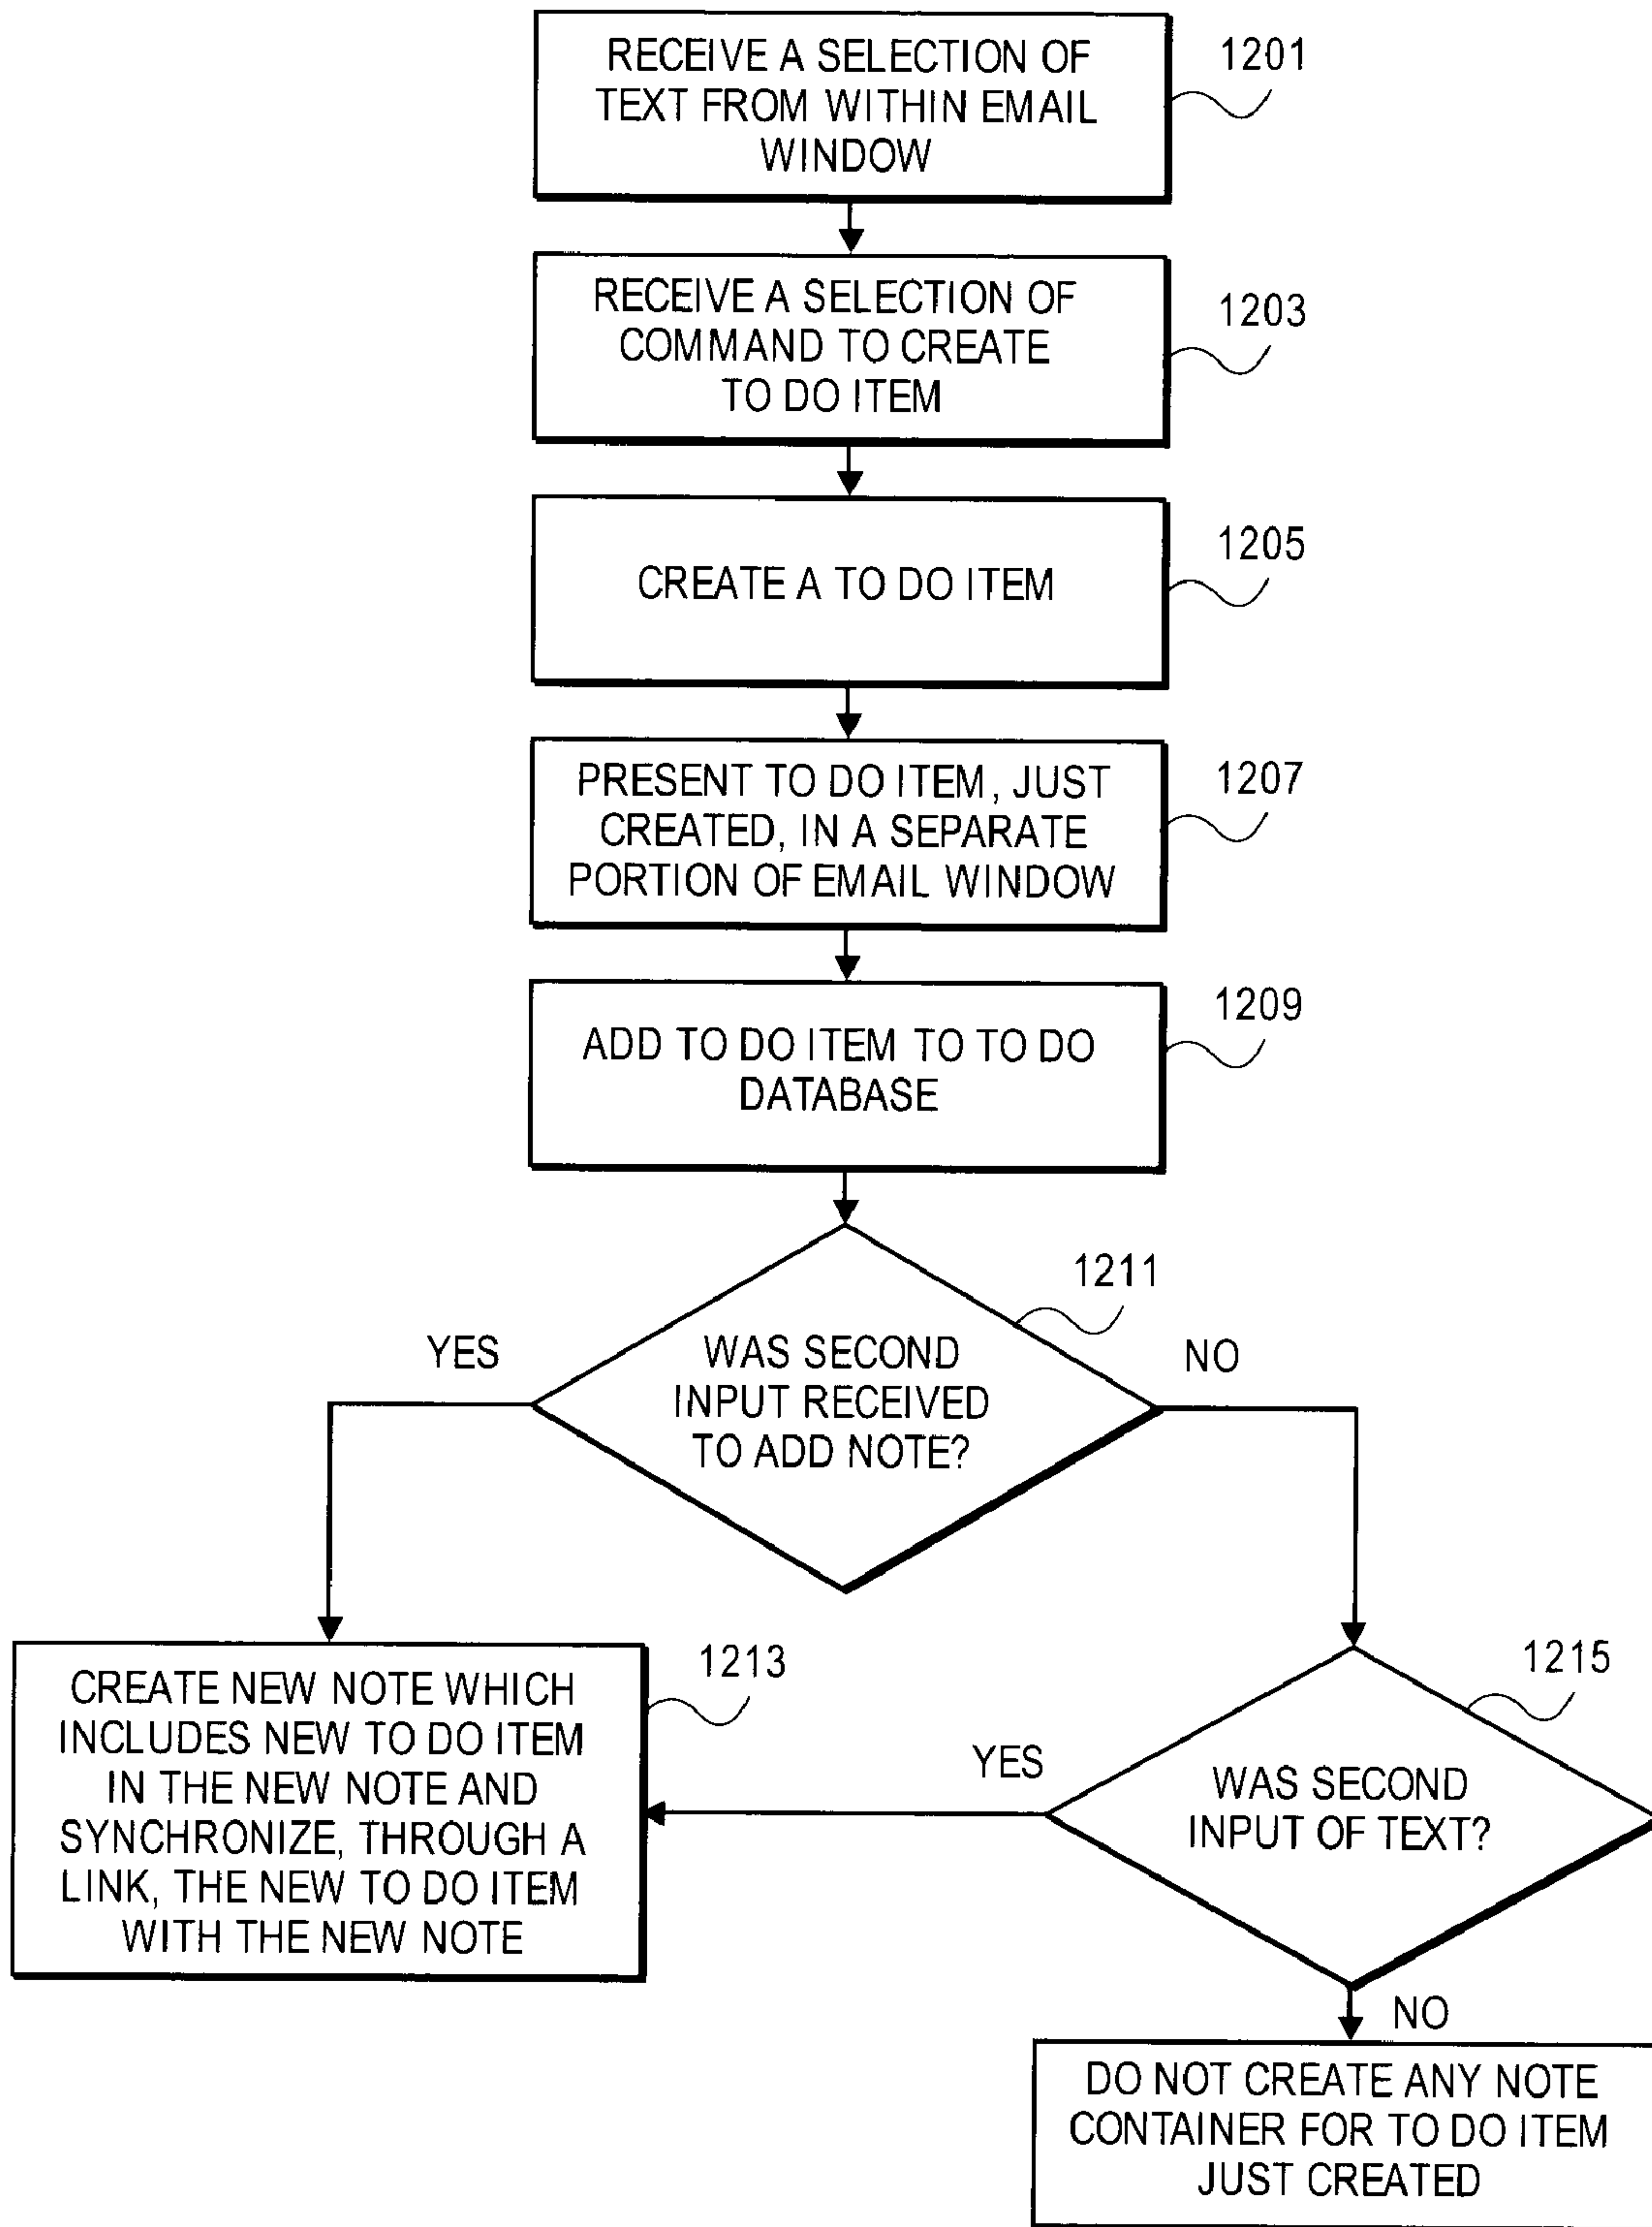 RECEIVE A SELECTION OF
TEXT FROM WITHIN EMAIL
WINDOW
1201
RECEIVE A SELECTION OF
COMMAND TO CREATE
TO DO ITEM
1203
CREATE A TO DO ITEM
1205
PRESENT TO DO ITEM, JUST
CREATED, IN A SEPARATE
PORTION OF EMAIL WINDOW
1207
ADD TO DO ITEM TO TO DO
DATABASE
1209
1211
YES
WAS SECOND
INPUT RECEIVED
TO ADD NOTE?
NO
CREATE NEW NOTE WHICH
INCLUDES NEW TO DO ITEM
IN THE NEW NOTE AND
SYNCHRONIZE, THROUGH A
LINK, THE NEW TO DO ITEM
WITH THE NEW NOTE
1213
1215
YES
WAS SECOND
INPUT OF TEXT?
NO
DO NOT CREATE ANY NOTE
CONTAINER FOR TO DO ITEM
JUST CREATED